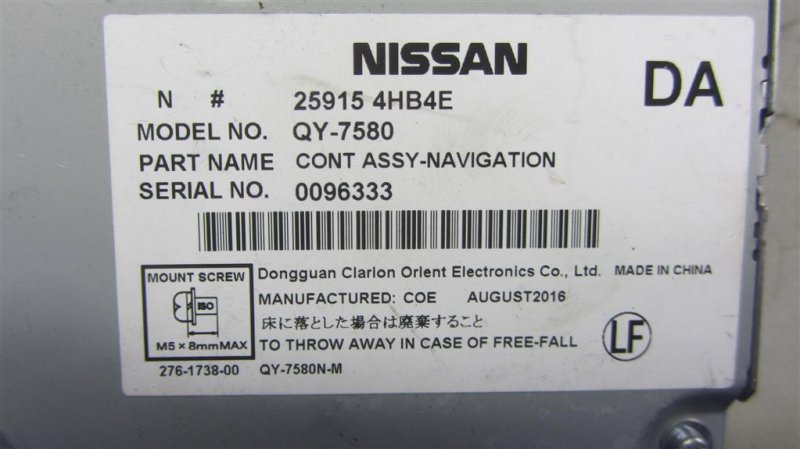 NISSAN
DA
N # 25915 4HB4E
MODEL NO. QY-7580
PART NAME CONT ASSY-NAVIGATION
SERIAL NO. 0096333
MOUNT SCREW
ISO
M5×8mmMAX
Dongguan Clarion Orient Electronics Co., Ltd. MADE IN CHINA
MANUFACTURED: COE AUGUST2016
床に落とした場合は廃棄すること
TO THROW AWAY IN CASE OF FREE-FALL
LF
276-1738-00 QY-7580N-M